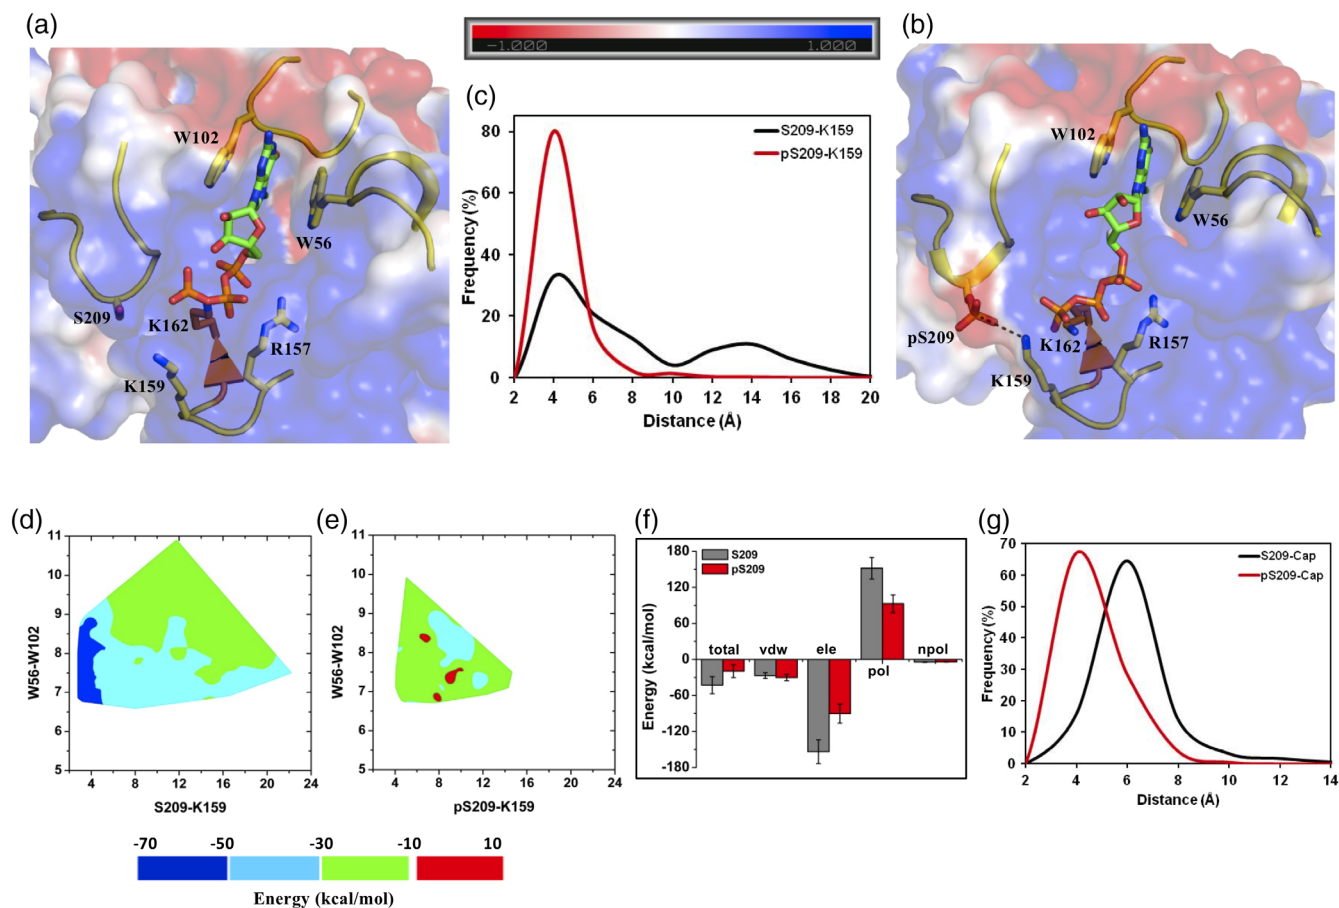 (a)
-1.000 1.000
(b)
W102
W56
S209
K162
R157
K159
(c)
S209-K159
pS209-K159
80
60
40
20
0
Frequency (%)
2 4 6 8 10 12 14 16 18 20
Distance (Å)
W102
W56
pS209
K162
R157
K159
(d)
11
10
9
8
7
6
5
W56-W102
4 8 12 16 20 24
S209-K159
(e)
11
10
9
8
7
6
5
W56-W102
0 4 8 12 16 20 24
pS209-K159
-70 -50 -30 -10 10
Energy (kcal/mol)
(f)
180
120
60
0
-60
-120
-180
Energy (kcal/mol)
S209
pS209
total vdw ele pol npol
(g)
70
60
50
40
30
20
10
0
Frequency (%)
S209-Cap
pS209-Cap
2 4 6 8 10 12 14
Distance (Å)